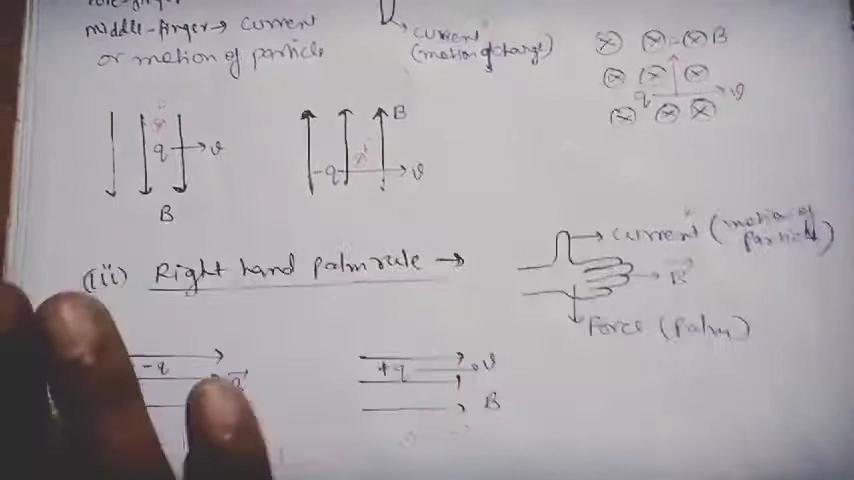 middle-finger → current
or motion of particle
current
(motion of charge)
B
q v
q → v
B
B
-q v
(iii) Right hand palm rule →
current (motion of
particle)
B
Force (palm)
-q
+q v
B